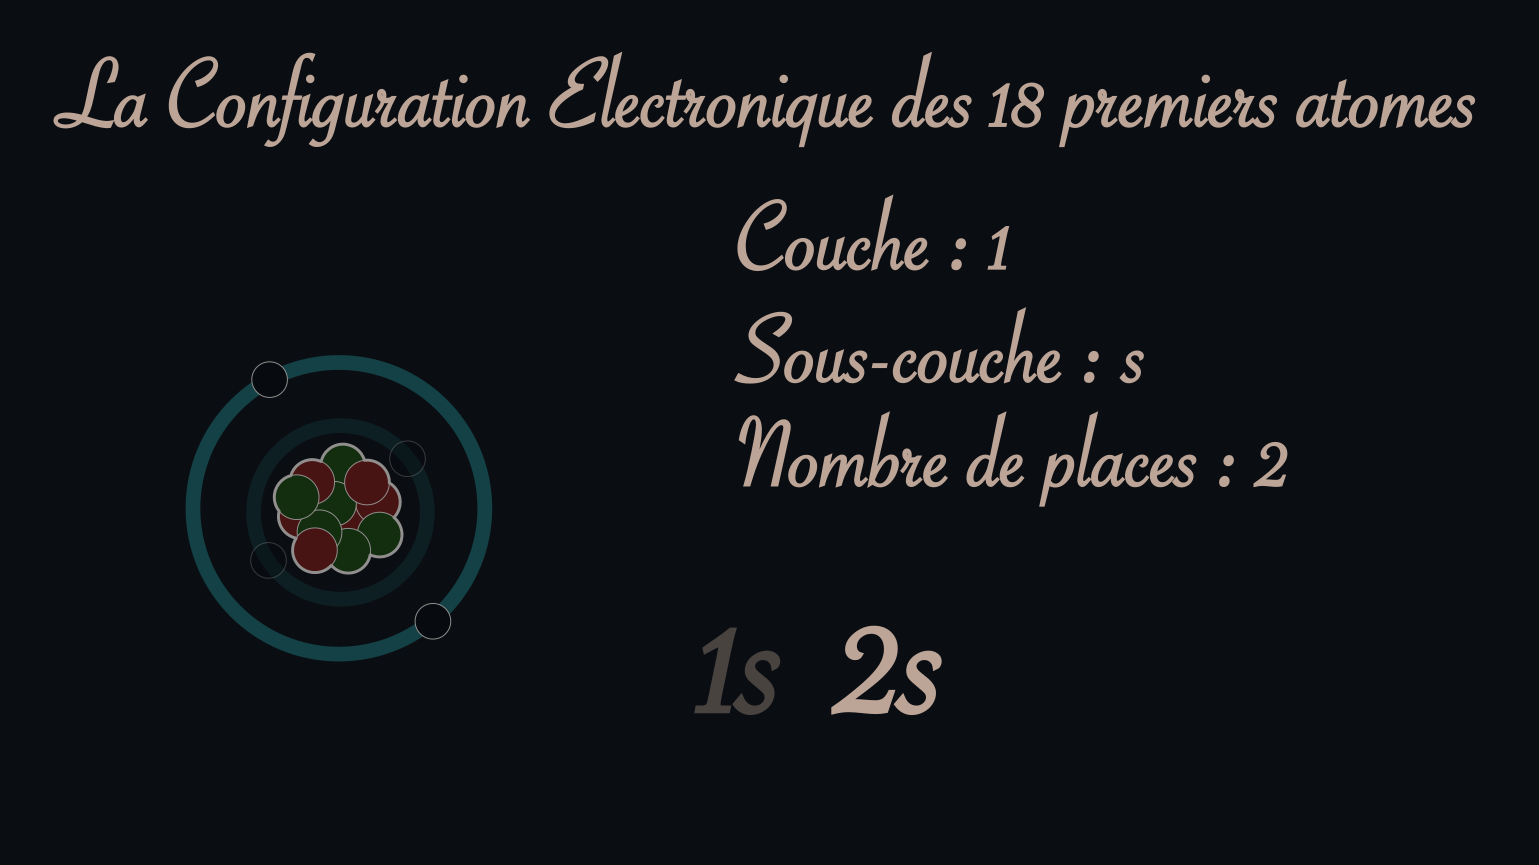 La Configuration Electronique des 18 premiers atomes
Couche : 1
Sous-couche : s
Nombre de places : 2
1s 2s